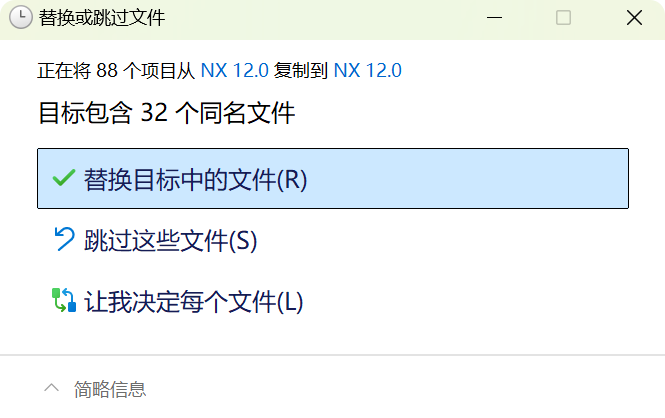 替换或跳过文件
正在将 88 个项目从 NX 12.0 复制到 NX 12.0
目标包含 32 个同名文件
替换目标中的文件(R)
跳过这些文件(S)
让我决定每个文件(L)
简略信息